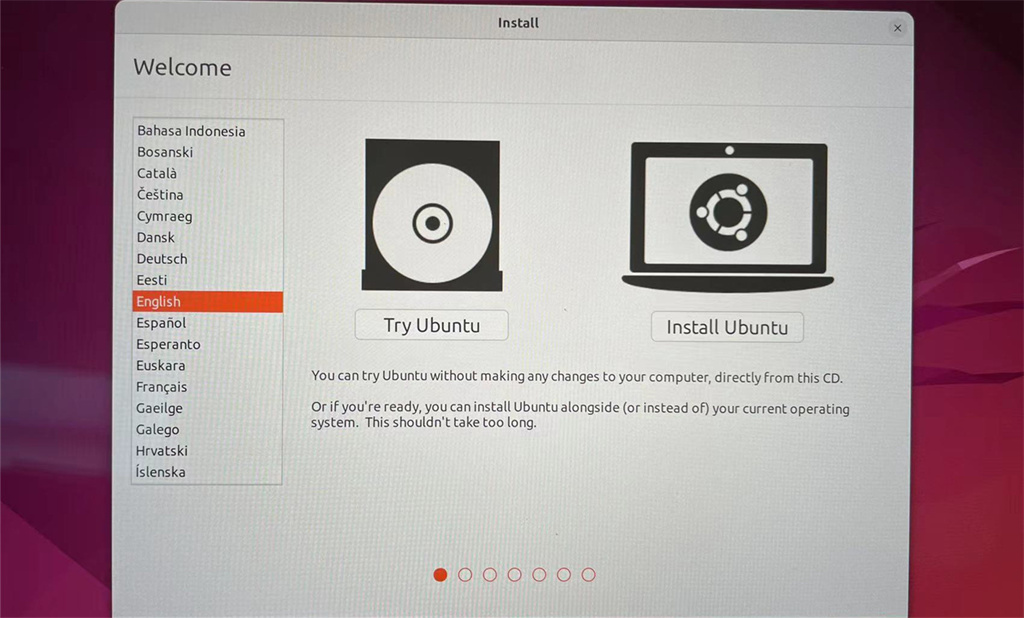 Install
Welcome
Bahasa Indonesia
Bosanski
Català
Čeština
Cymraeg
Dansk
Deutsch
Eesti
English
Español
Esperanto
Euskara
Français
Gaeilge
Galego
Hrvatski
Íslenska
Try Ubuntu
Install Ubuntu
You can try Ubuntu without making any changes to your computer, directly from this CD.
Or if you're ready, you can install Ubuntu alongside (or instead of) your current operating
system. This shouldn't take too long.